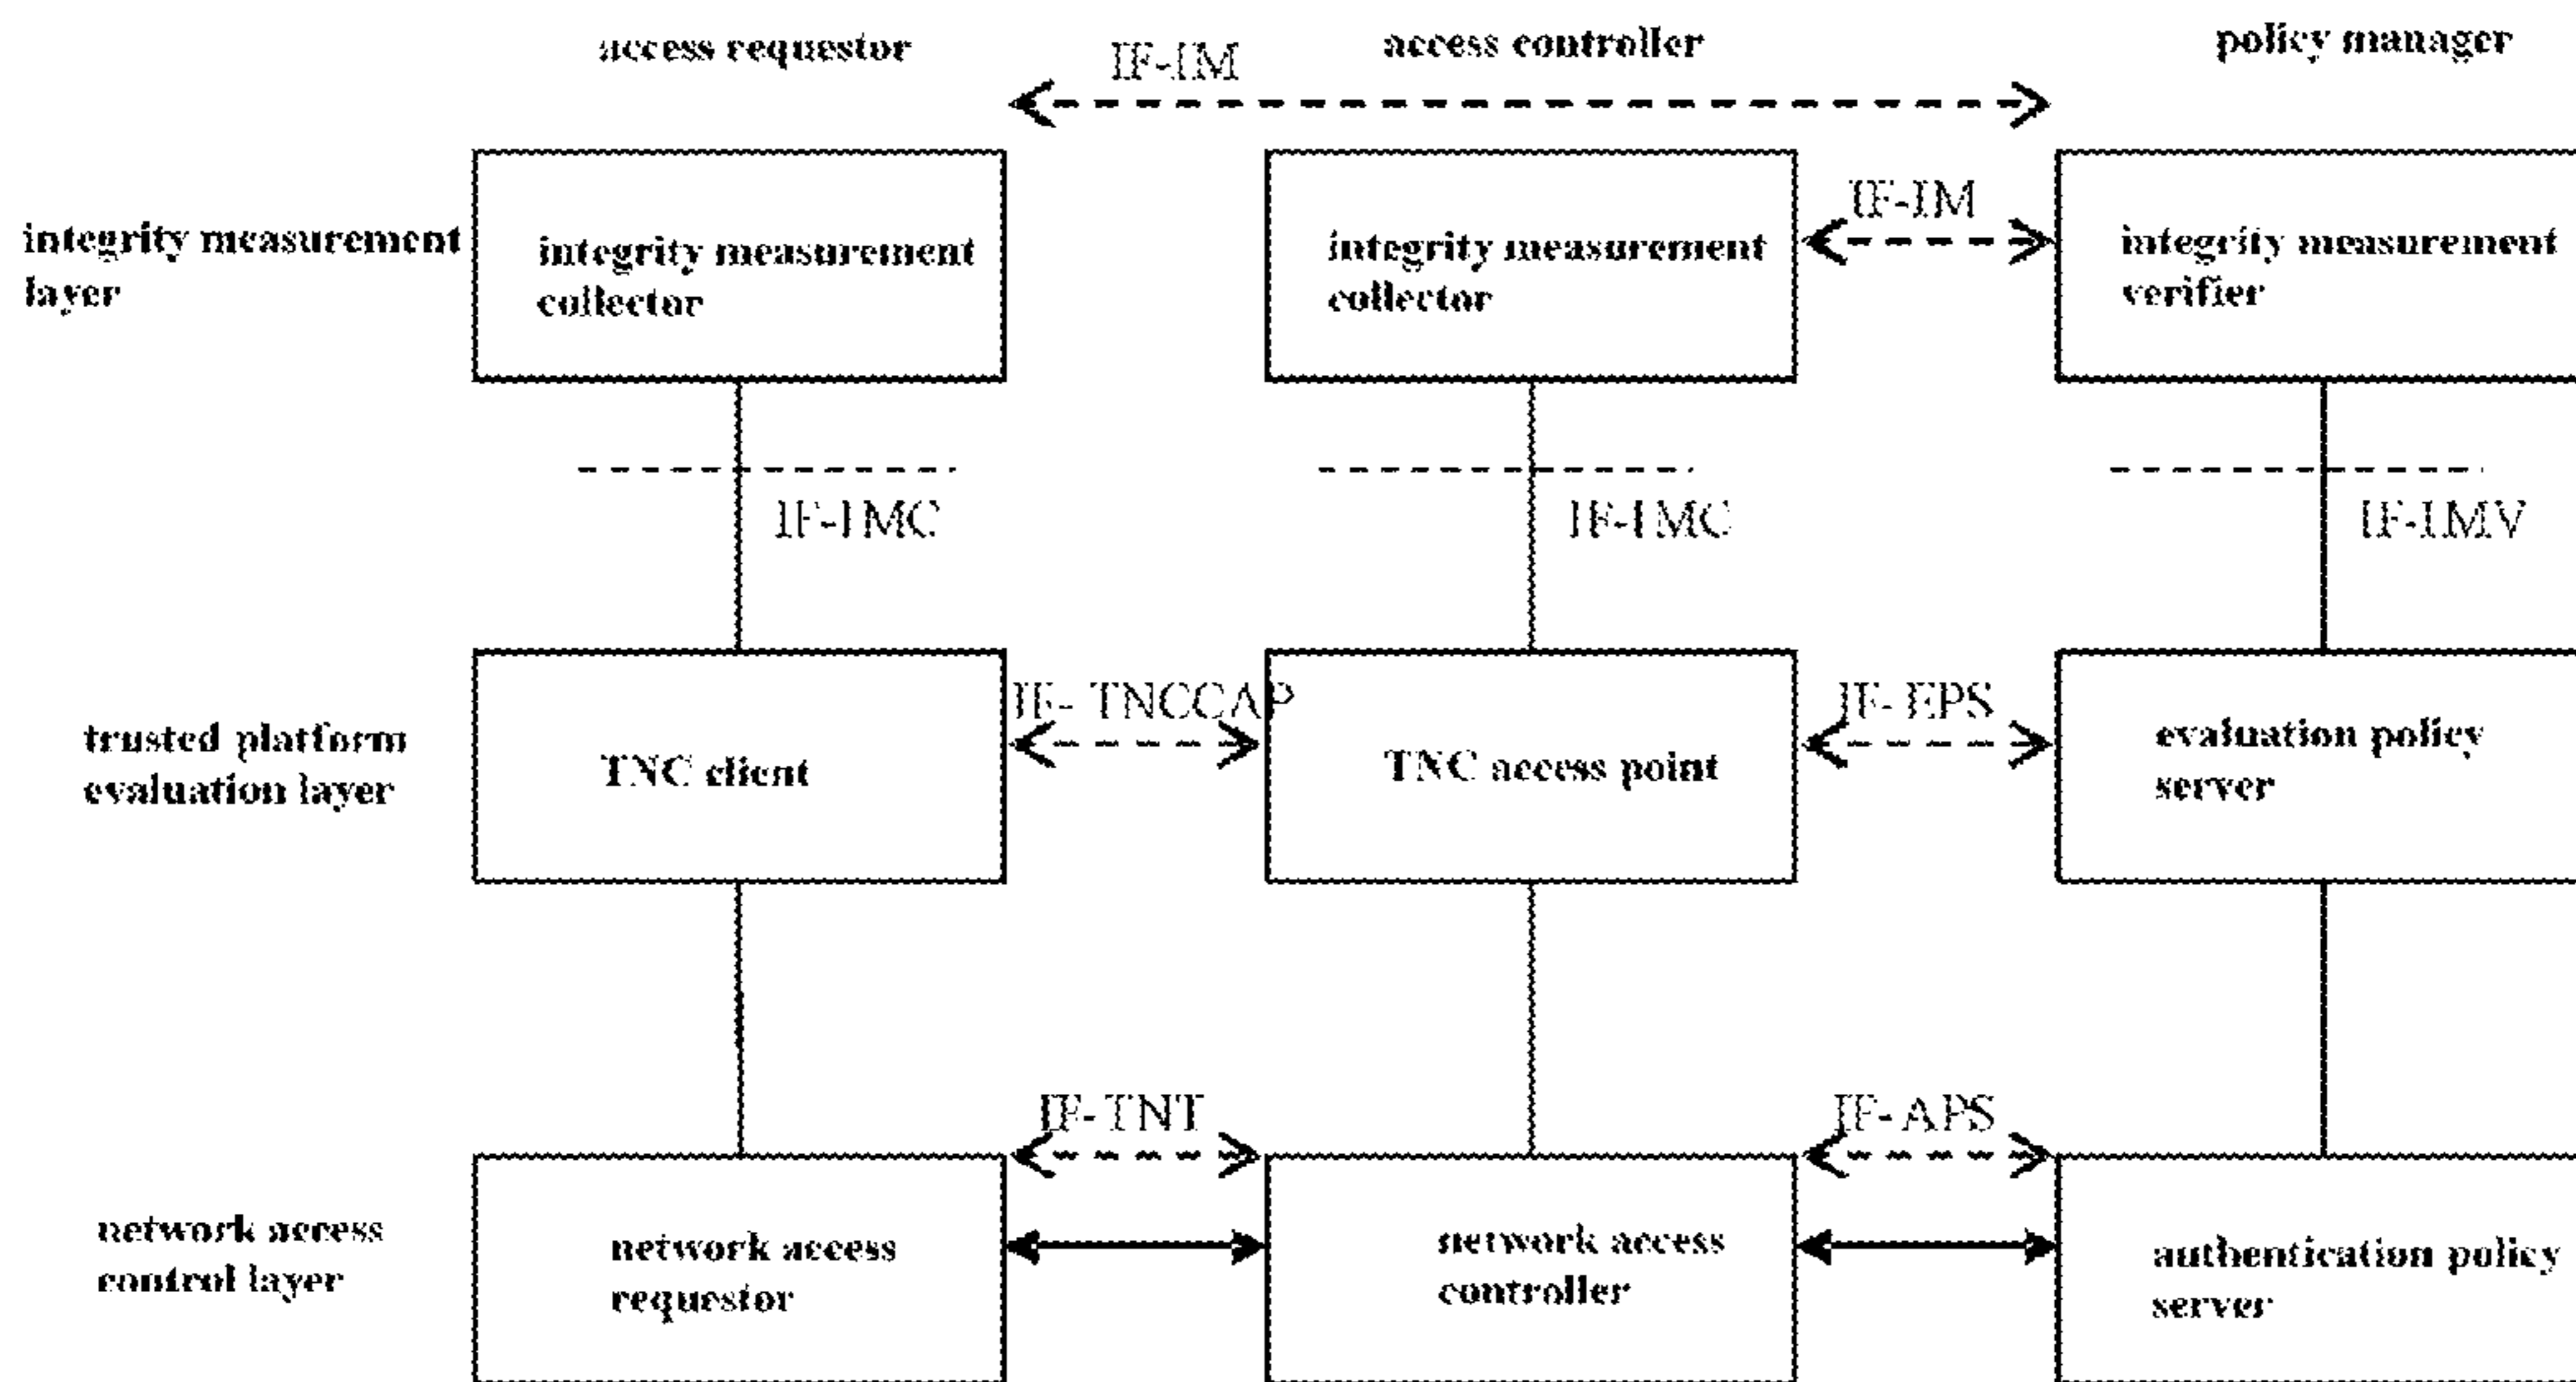 access requestor
IF-IM
access controller
policy manager
integrity measurement
layer
integrity measurement
collector
integrity measurement
collector
IF-IM
integrity measurement
verifier
IF-IMC
IF-IMC
IF-IMV
trusted platform
evaluation layer
TNC client
IF- TNCCAP
TNC access point
IF- EPS
evaluation policy
server
network access
control layer
network access
requestor
IF-TNT
network access
controller
IF- APS
authentication policy
server